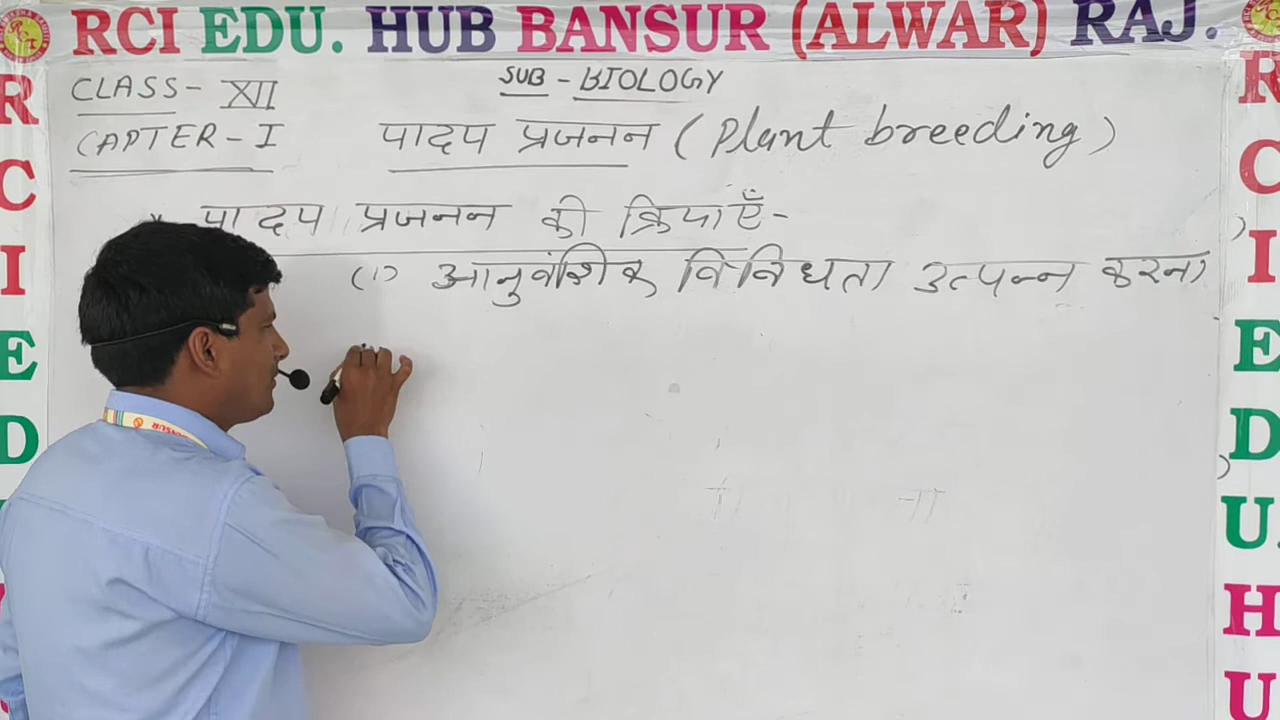 RCI EDU. HUB BANSUR (ALWAR) RAJ.
CLASS- XII
SUB - BIOLOGY
CAPTER-I
पादप प्रजनन (Plant breeding)
पादप प्रजनन की क्रियाएँ-
(1) आनुवंशिक विविधता उत्पन्न करना
R C I E D
R C I E D U. H U